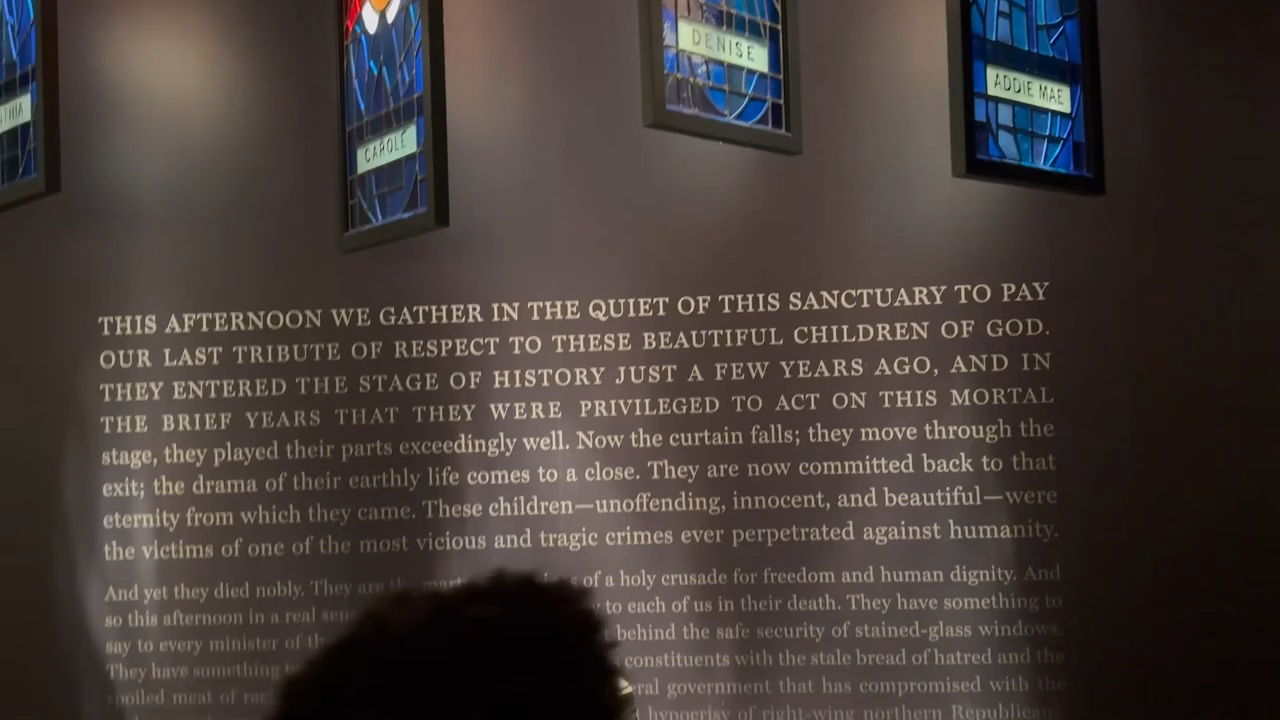 THIA
CAROLE
DENISE
ADDIE MAE
THIS AFTERNOON WE GATHER IN THE QUIET OF THIS SANCTUARY TO PAY
OUR LAST TRIBUTE OF RESPECT TO THESE BEAUTIFUL CHILDREN OF GOD.
THEY ENTERED THE STAGE OF HISTORY JUST A FEW YEARS AGO, AND IN
THE BRIEF YEARS THAT THEY WERE PRIVILEGED TO ACT ON THIS MORTAL
stage, they played their parts exceedingly well. Now the curtain falls; they move through the
exit; the drama of their earthly life comes to a close. They are now committed back to that
eternity from which they came. These children—unoffending, innocent, and beautiful—were
the victims of one of the most vicious and tragic crimes ever perpetrated against humanity.
And yet they died nobly. They are of a holy crusade for freedom and human dignity. And
so this afternoon in a real to each of us in their death. They have something to
say to every minister of behind the safe security of stained-glass windows.
They have something constituents with the stale bread of hatred and the
spoiled meat of government that has compromised with the
hypocrisy of right-wing northern Republicans